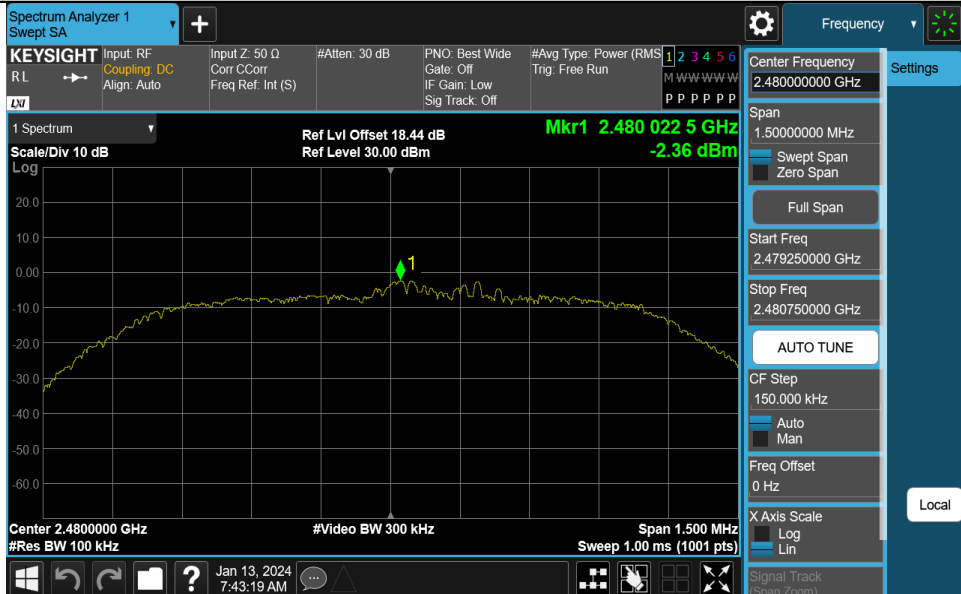 Spectrum Analyzer 1
Swept SA
+
Frequency
KEYSIGHT
R L
LXI
Input: RF
Coupling: DC
Align: Auto
Input Z: 50 Ω
Corr CCorr
Freq Ref: Int (S)
#Atten: 30 dB
PNO: Best Wide
Gate: Off
IF Gain: Low
Sig Track: Off
#Avg Type: Power (RMS
Trig: Free Run
1 2 3 4 5 6
M W W W W W
P P P P P P
1 Spectrum
Scale/Div 10 dB
Ref Lvl Offset 18.44 dB
Ref Level 30.00 dBm
Mkr1 2.480 022 5 GHz
-2.36 dBm
Log
20.0
10.0
0.00
-10.0
-20.0
-30.0
-40.0
-50.0
-60.0
1
Center 2.4800000 GHz
#Res BW 100 kHz
#Video BW 300 kHz
Span 1.500 MHz
Sweep 1.00 ms (1001 pts)
Center Frequency
2.480000000 GHz
Span
1.50000000 MHz
Swept Span
Zero Span
Full Span
Start Freq
2.479250000 GHz
Stop Freq
2.480750000 GHz
AUTO TUNE
CF Step
150.000 kHz
Auto
Man
Freq Offset
0 Hz
X Axis Scale
Log
Lin
Signal Track
(Span Zoom)
Settings
Local
?
Jan 13, 2024
7:43:19 AM